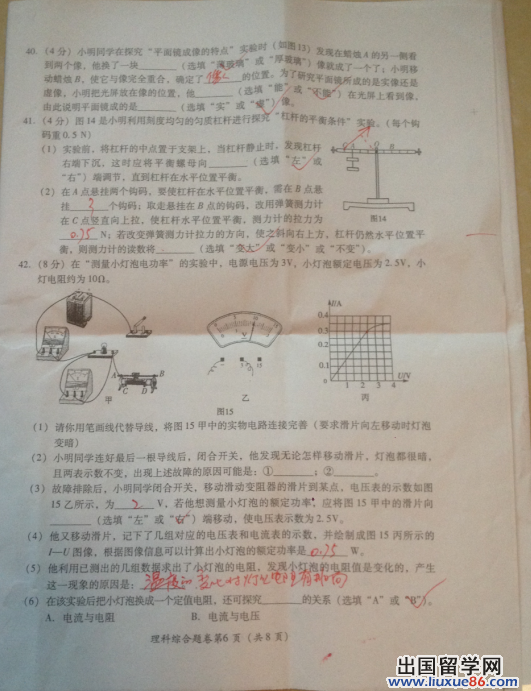 40.（4分）小明同学在探究“平面镜成像的特点”实验时（如图13）发现在蜡烛A的另一侧看
到两个像，他换了一块________（选填“薄玻璃”或“厚玻璃”）像就成了一个了；小明移
动蜡烛B，使它与像完全重合，确定了________的位置。为了研究平面镜所成的是实像还是
虚像，小明把光屏放在像的位置，他________（选填“能”或“不能”）在光屏上看到像，
由此说明平面镜成的是________（选填“实”或“虚”）像。
41.（4分）图14是小明利用刻度均匀的匀质杠杆进行探究“杠杆的平衡条件”实验。（每个钩
码重0.5 N）
（1）实验前，将杠杆的中点置于支架上，当杠杆静止时，发现杠杆
右端下沉，这时应将平衡螺母向________（选填“左”或
“右”）端调节，直到杠杆在水平位置平衡。
（2）在A点悬挂两个钩码，要使杠杆在水平位置平衡，需在B点悬
挂 3 个钩码；取走悬挂在B点的钩码，改用弹簧测力计
在C点竖直向上拉，使杠杆水平位置平衡，测力计的拉力为
0.75 N；若改变弹簧测力计拉力的方向，使之斜向右上方，杠杆仍然水平位置平
衡，则测力计的读数将________（选填“变大”或“变小”或“不变”）。
C A B
图14
42.（8分）在“测量小灯泡电功率”的实验中，电源电压为3V，小灯泡额定电压为2.5V，小
灯电阻约为10Ω。
A B
C D
甲
V
乙
I/A
0.4
0.3
0.2
0.1
0 1 2 3 4 U/V
丙
图15
（1）请你用笔画线代替导线，将图15甲中的实物电路连接完善（要求滑片向左移动时灯泡
变暗）
（2）小明同学连好最后一根导线后，闭合开关，他发现无论怎样移动滑片，灯泡都很暗，
且两表示数不变，出现上述故障的原因可能是：①________；②________。
（3）故障排除后，小明同学闭合开关，移动滑动变阻器的滑片到某点，电压表的示数如图
15乙所示，为 2 V，若他想测量小灯泡的额定功率，应将图15甲中的滑片向
________（选填“左”或“右”）端移动，使电压表示数为2.5V。
（4）他又移动滑片，记下了几组对应的电压表和电流表的示数，并绘制成图15丙所示的
I—U图像，根据图像信息可以计算出小灯泡的额定功率是 0.75 W。
（5）他利用已测出的几组数据求出了小灯泡的电阻，发现小灯泡的电阻值是变化的，产生
这一现象的原因是：
（6）在该实验后把小灯泡换成一个定值电阻，还可探究________的关系（选填“A”或“B”）。
A. 电流与电阻 B. 电流与电压
理科综合题卷第6页（共8页）
出国留学网
www.liuxue86.com